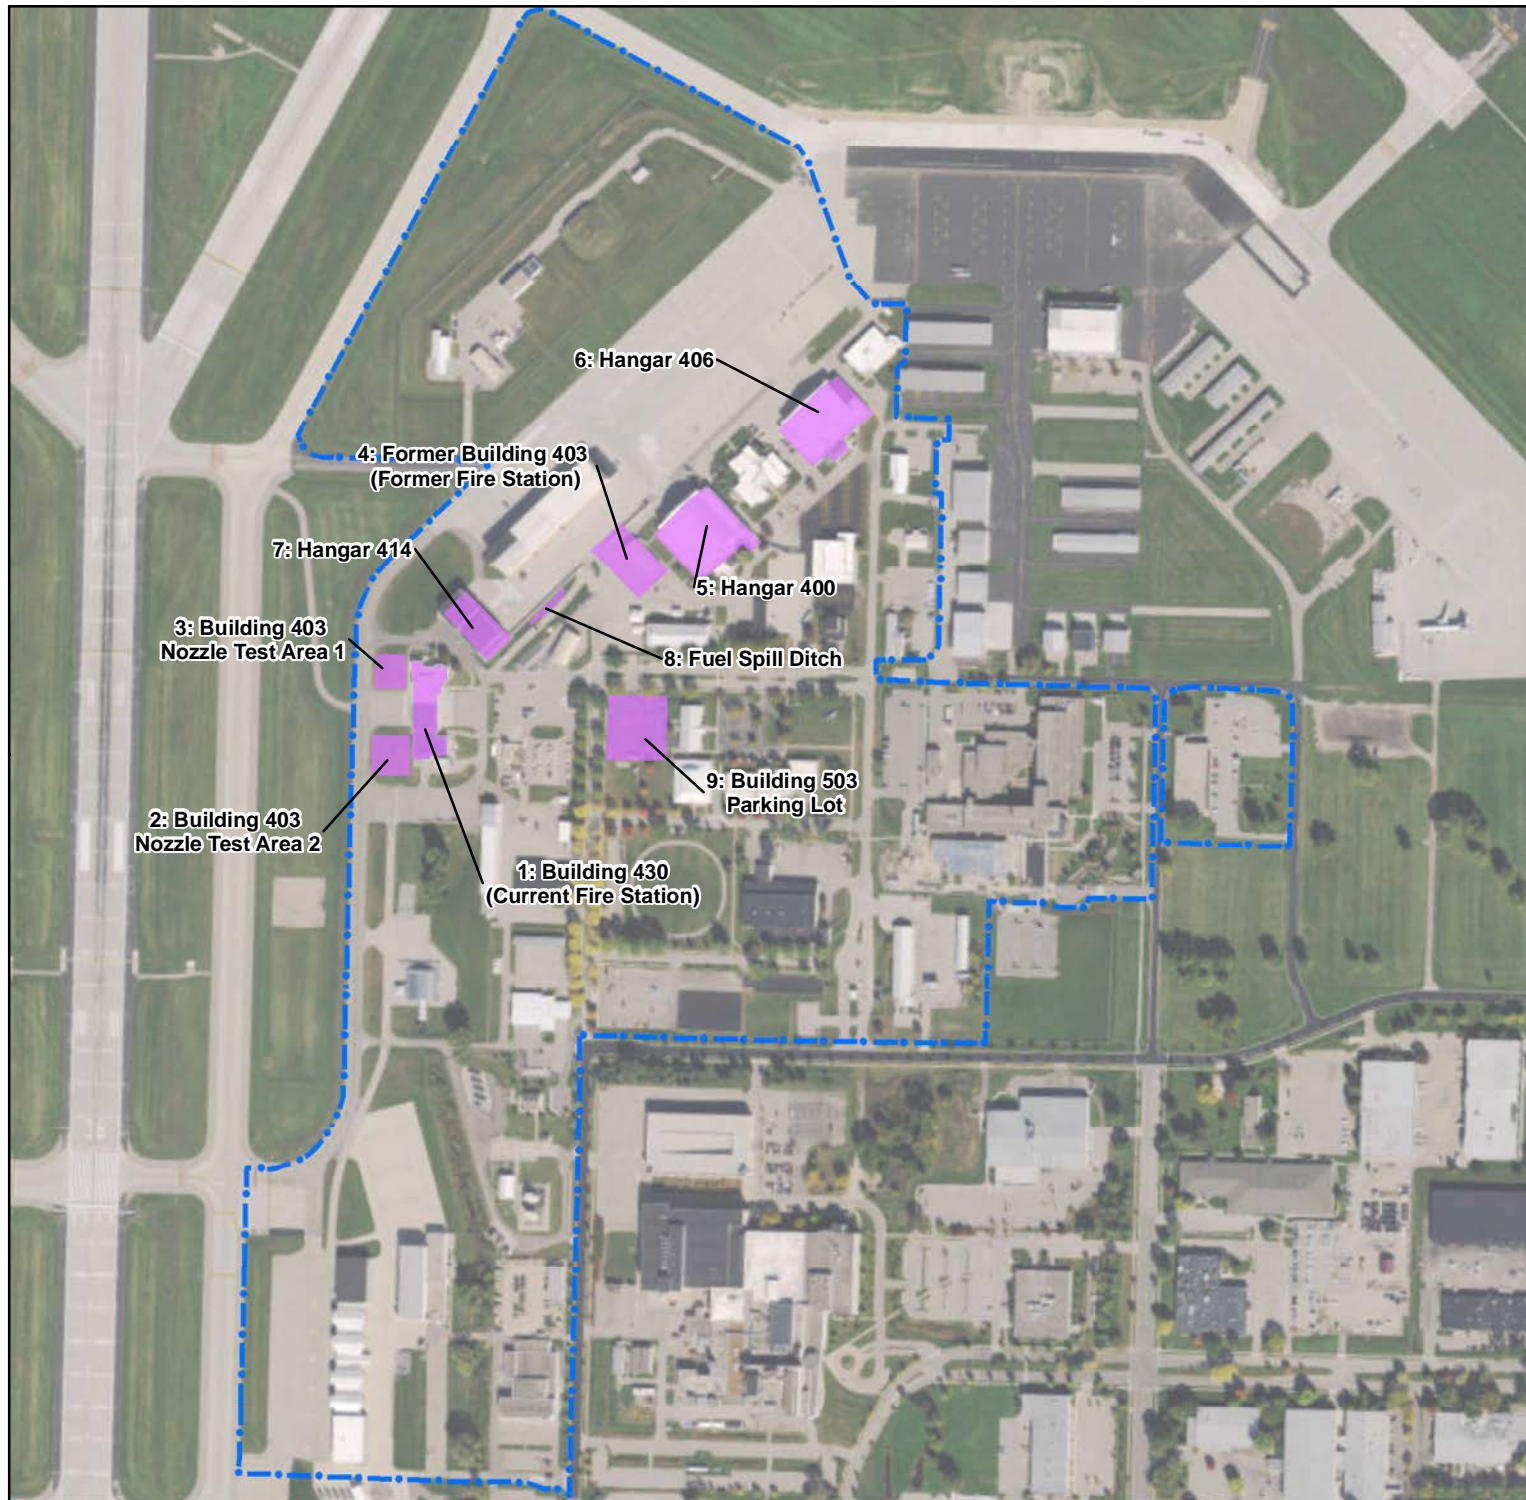 6: Hangar 406
4: Former Building 403
(Former Fire Station)
7: Hangar 414
5: Hangar 400
3: Building 403
Nozzle Test Area 1
8: Fuel Spill Ditch
9: Building 503
Parking Lot
2: Building 403
Nozzle Test Area 2
1: Building 430
(Current Fire Station)